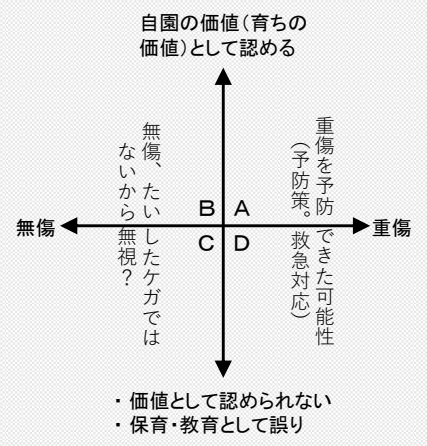 自園の価値（育ちの
価値）として認める
無傷、たいしたケガでは
ないから無視？
重傷を予防できた可能性
（予防策。救急対応）
B A
無傷
重傷
C D
・ 価値として認められない
・ 保育・教育として誤り